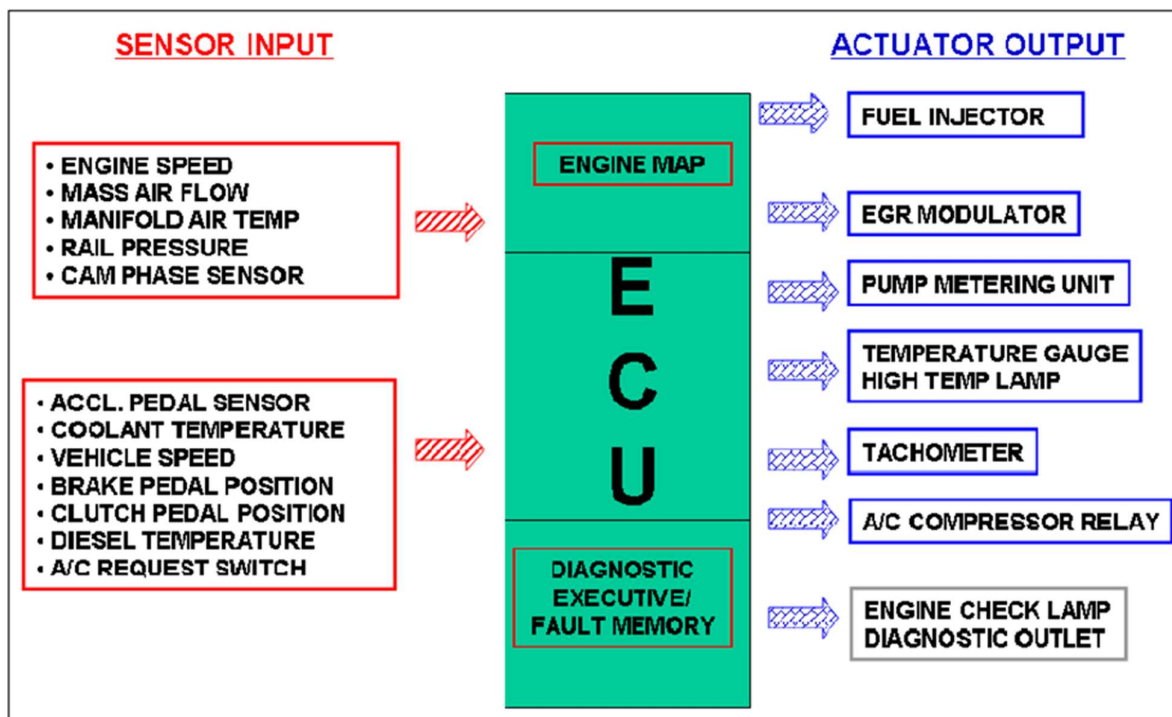 SENSOR INPUT
• ENGINE SPEED
• MASS AIR FLOW
• MANIFOLD AIR TEMP
• RAIL PRESSURE
• CAM PHASE SENSOR
• ACCL. PEDAL SENSOR
• COOLANT TEMPERATURE
• VEHICLE SPEED
• BRAKE PEDAL POSITION
• CLUTCH PEDAL POSITION
• DIESEL TEMPERATURE
• A/C REQUEST SWITCH
ENGINE MAP
E
C
U
DIAGNOSTIC
EXECUTIVE/
FAULT MEMORY
ACTUATOR OUTPUT
FUEL INJECTOR
EGR MODULATOR
PUMP METERING UNIT
TEMPERATURE GAUGE
HIGH TEMP LAMP
TACHOMETER
A/C COMPRESSOR RELAY
ENGINE CHECK LAMP
DIAGNOSTIC OUTLET